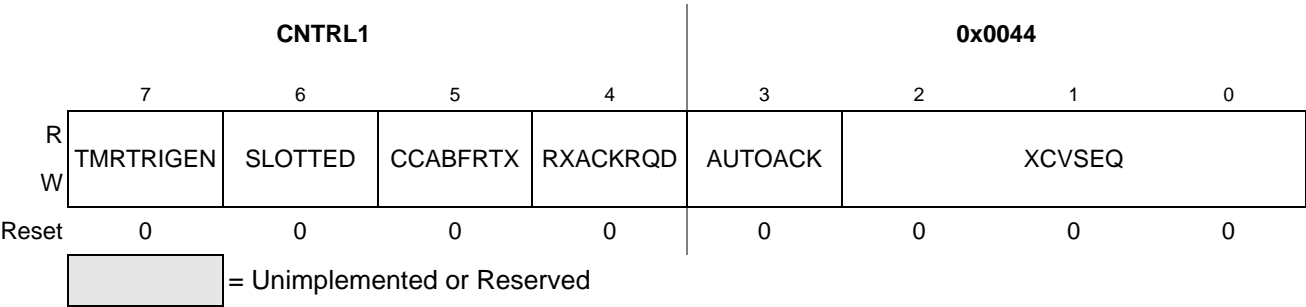 CNTRL1 0x0044
7 6 5 4 3 2 1 0
R
TMRTRIGEN SLOTTED CCABFRTX RXACKRQD AUTOACK XCVSEQ
W
Reset 0 0 0 0 0 0 0 0
= Unimplemented or Reserved